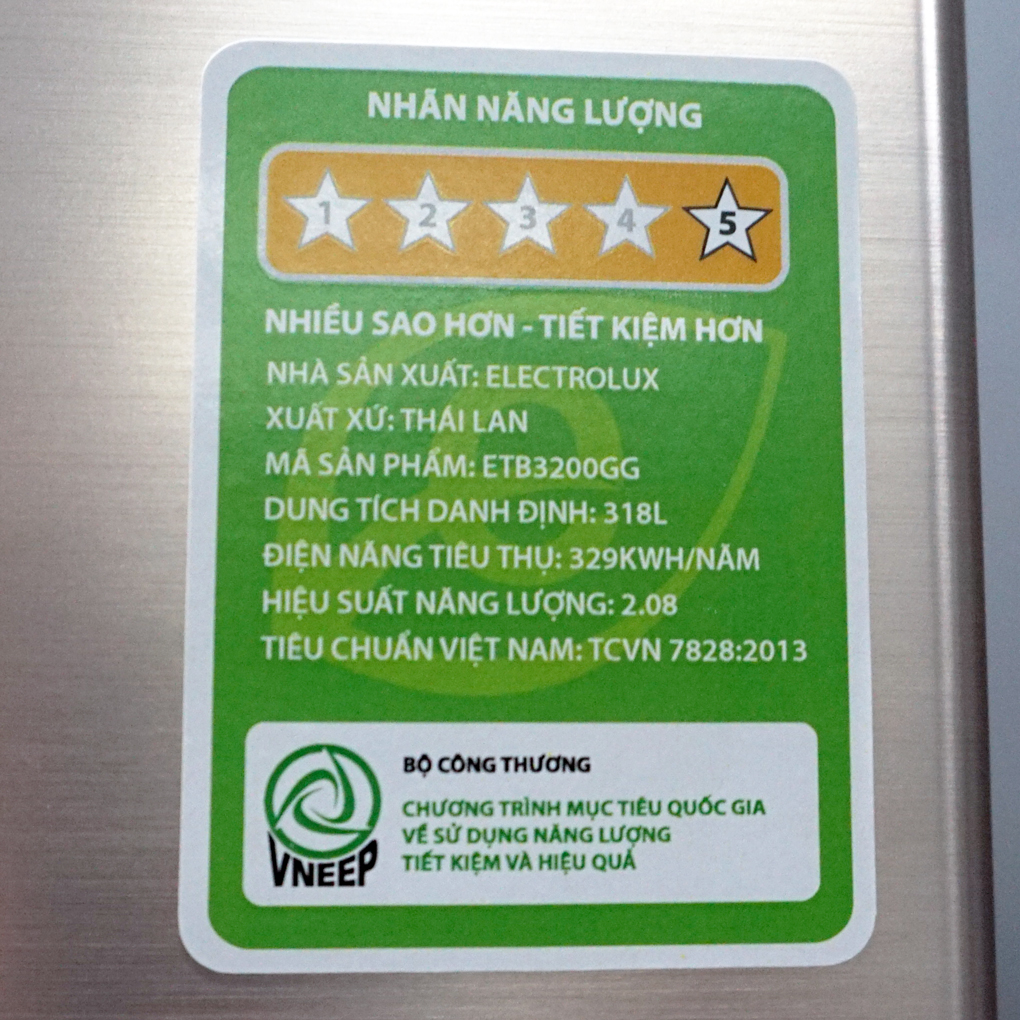 NHÃN NĂNG LƯỢNG
1 2 3 4 5
NHIỀU SAO HƠN - TIẾT KIỆM HƠN
NHÀ SẢN XUẤT: ELECTROLUX
XUẤT XỨ: THÁI LAN
MÃ SẢN PHẨM: ETB3200GG
DUNG TÍCH DANH ĐỊNH: 318L
ĐIỆN NĂNG TIÊU THỤ: 329KWH/NĂM
HIỆU SUẤT NĂNG LƯỢNG: 2.08
TIÊU CHUẨN VIỆT NAM: TCVN 7828:2013
BỘ CÔNG THƯƠNG
CHƯƠNG TRÌNH MỤC TIÊU QUỐC GIA
VỀ SỬ DỤNG NĂNG LƯỢNG
TIẾT KIỆM VÀ HIỆU QUẢ
VNEEP